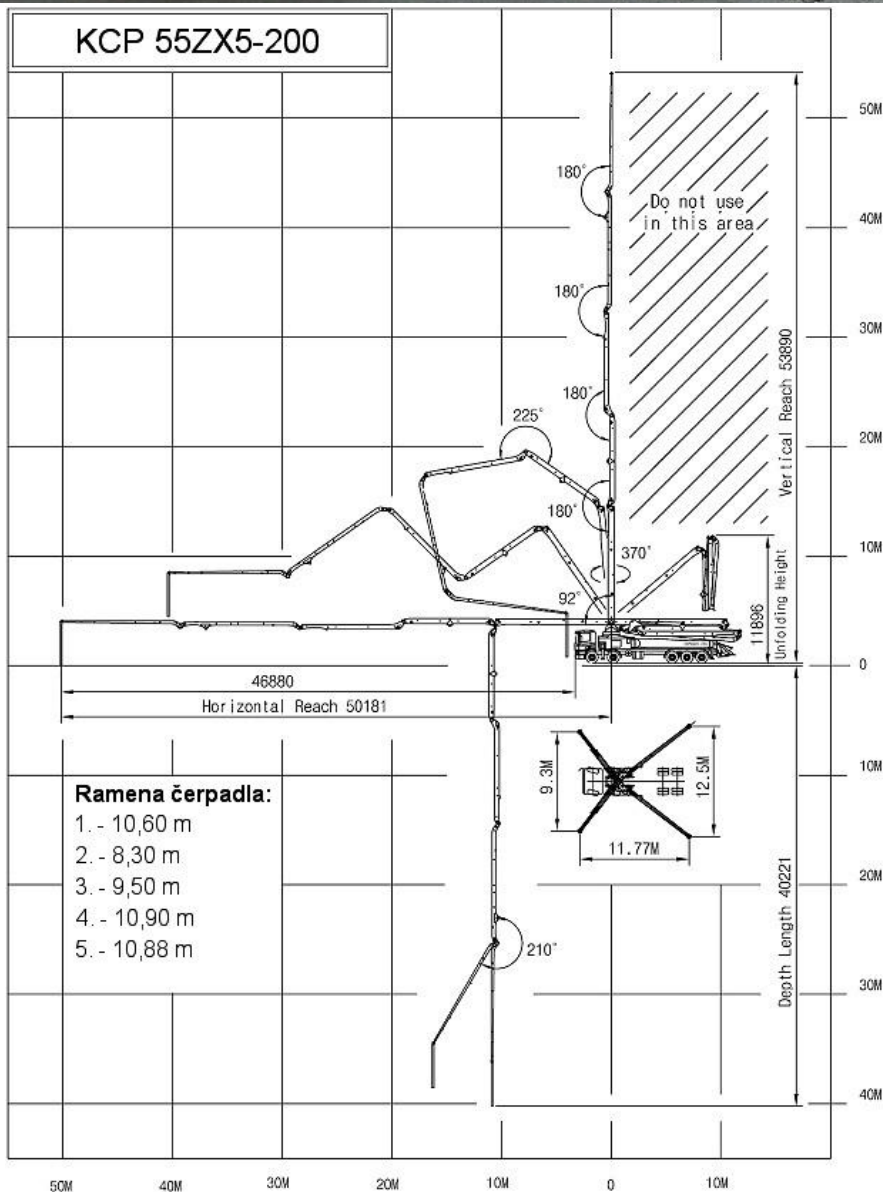 KCP 55ZX5-200
50M
180°
Do not use
in this area
40M
180°
30M
Vertical Reach 53890
180°
225°
20M
180°
370°
10M
92°
11896
Unfolding Height
0
46880
Horizontal Reach 50181
9.3M
12.5M
11.77M
10M
Ramena čerpadla:
1. - 10,60 m
2. - 8,30 m
3. - 9,50 m
4. - 10,90 m
5. - 10,88 m
20M
Depth Length 40221
210°
30M
40M
50M 40M 30M 20M 10M 0 10M